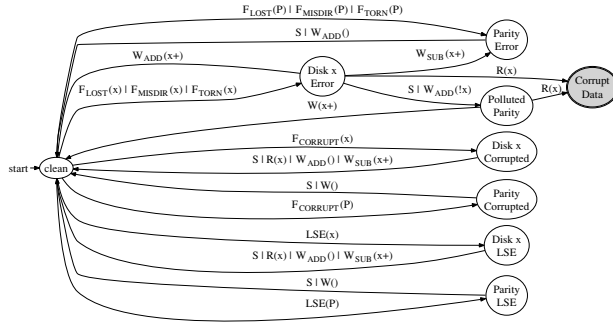 F_LOST(P) | F_MISDIR(P) | F_TORN(P)
S | W_ADD()
Parity
Error
W_ADD(x+)
W_SUB(x+)
Disk x
Error
R(x)
Corrupt
Data
F_LOST(x) | F_MISDIR(x) | F_TORN(x)
S | W_ADD(!x)
R(x)
Polluted
Parity
W(x+)
F_CORRUPT(x)
Disk x
Corrupted
S | R(x) | W_ADD() | W_SUB(x+)
start
clean
S | W()
Parity
Corrupted
F_CORRUPT(P)
LSE(x)
Disk x
LSE
S | R(x) | W_ADD() | W_SUB(x+)
S | W()
Parity
LSE
LSE(P)